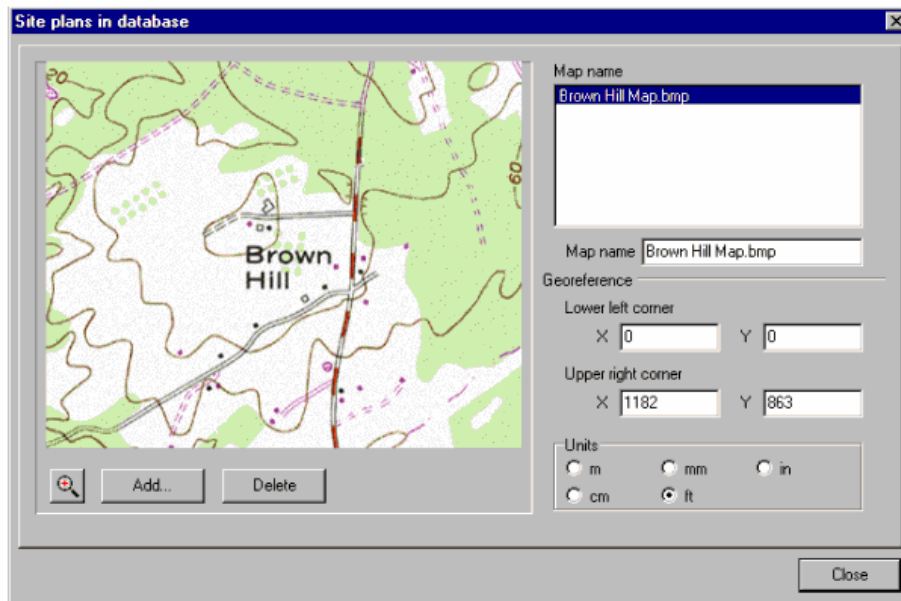 Site plans in database
20
60
Brown
Hill
Add...
Delete
Map name
Brown Hill Map.bmp
Map name Brown Hill Map.bmp
Georeference
Lower left corner
X 0 Y 0
Upper right corner
X 1182 Y 863
Units
m mm in
cm ft
Close